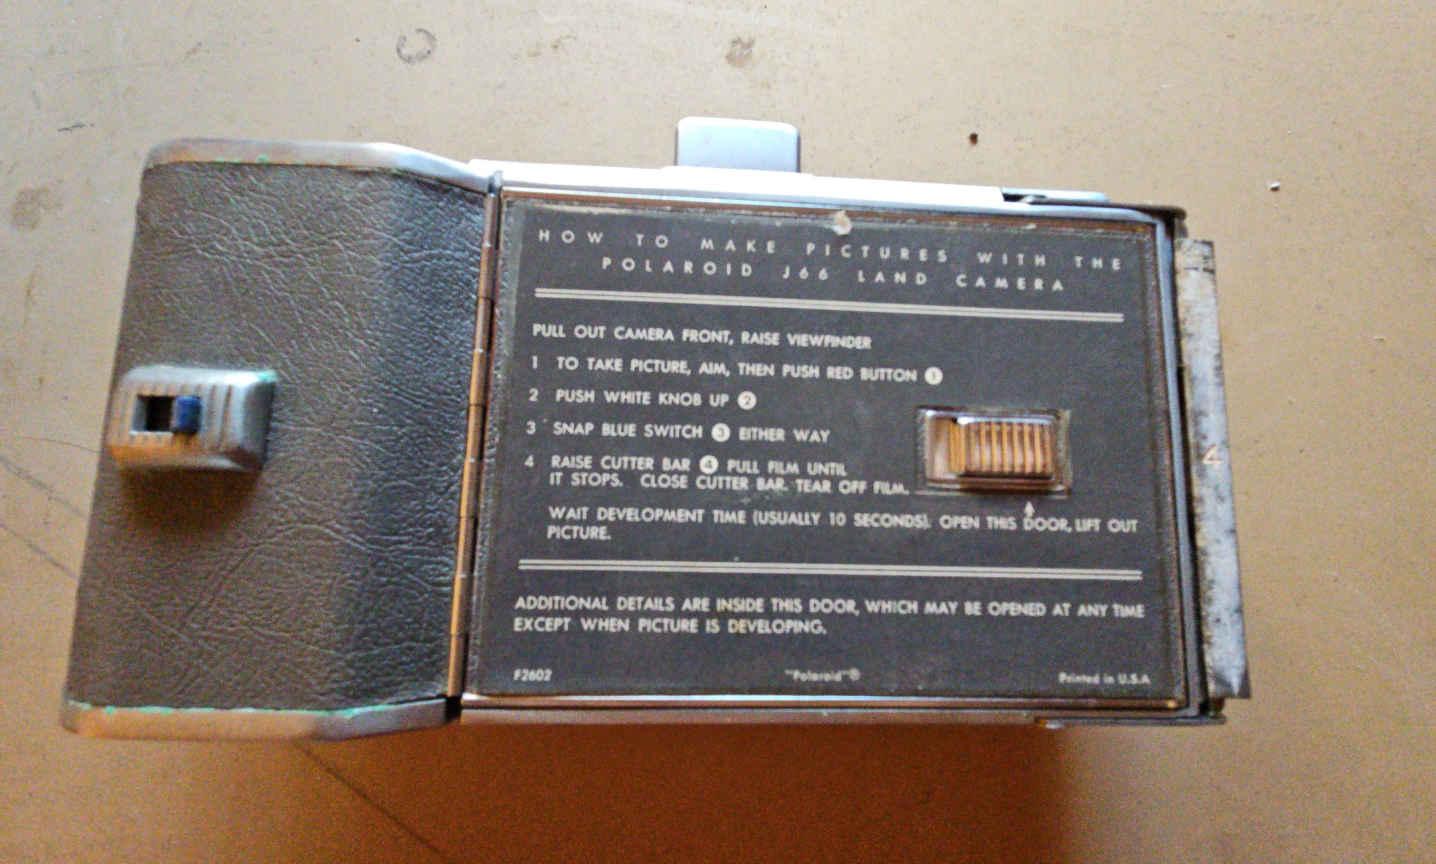 HOW TO MAKE PICTURES WITH THE
POLAROID J66 LAND CAMERA
PULL OUT CAMERA FRONT, RAISE VIEWFINDER
1 TO TAKE PICTURE, AIM, THEN PUSH RED BUTTON 1
2 PUSH WHITE KNOB UP 2
3 SNAP BLUE SWITCH 3 EITHER WAY
4 RAISE CUTTER BAR 4 PULL FILM UNTIL
IT STOPS. CLOSE CUTTER BAR. TEAR OFF FILM.
WAIT DEVELOPMENT TIME (USUALLY 10 SECONDS). OPEN THIS DOOR, LIFT OUT
PICTURE.
ADDITIONAL DETAILS ARE INSIDE THIS DOOR, WHICH MAY BE OPENED AT ANY TIME
EXCEPT WHEN PICTURE IS DEVELOPING.
F2602 "Polaroid"® Printed in U.S.A
4